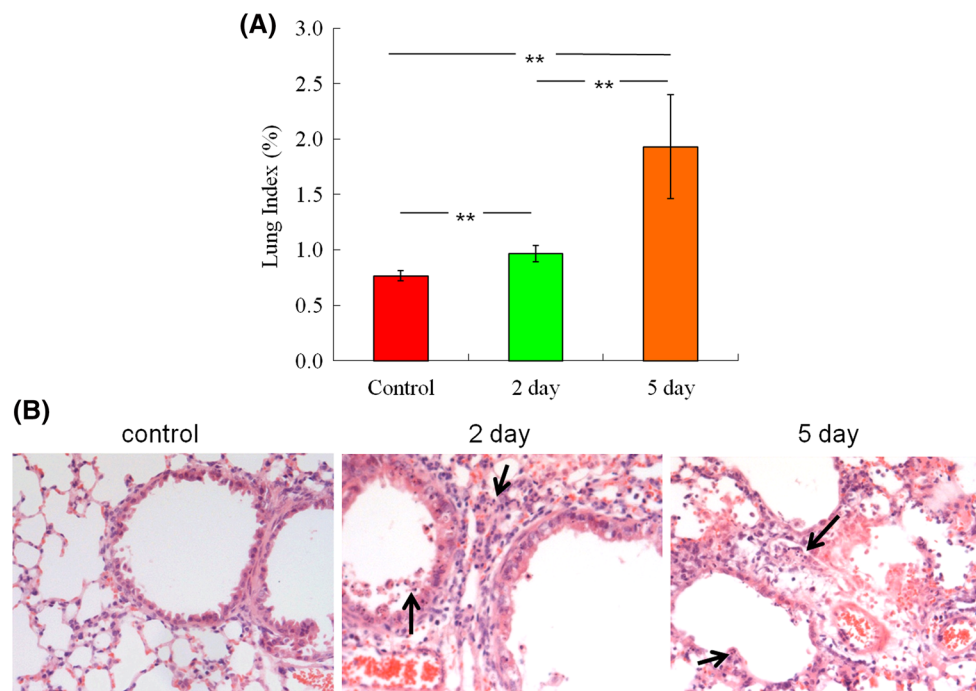 (A)
3.0
**
2.5
**
2.0
1.5
**
1.0
0.5
0.0
Lung Index (%)
Control 2 day 5 day
(B)
control 2 day 5 day